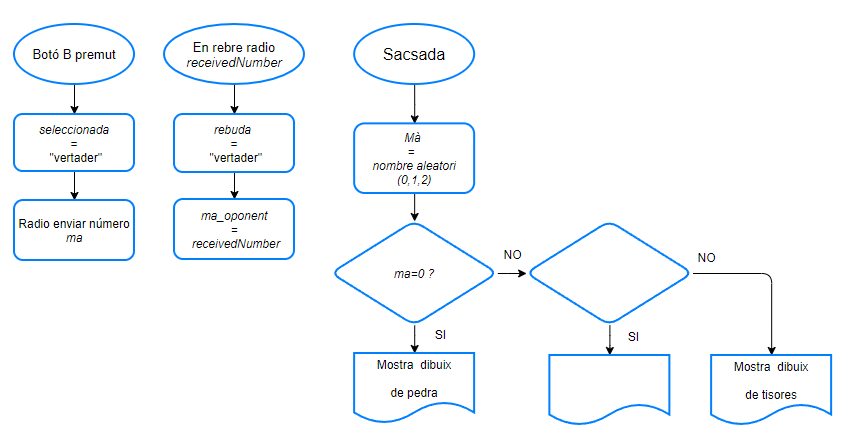 Botó B premut
seleccionada
=
"vertader"
Radio enviar número
ma
En rebre radio
receivedNumber
rebuda
=
"vertader"
ma_oponent
=
receivedNumber
Sacsada
Mà
=
nombre aleatori
(0,1,2)
ma=0 ?
NO
NO
SI
SI
Mostra dibuix
de pedra
Mostra dibuix
de tisores